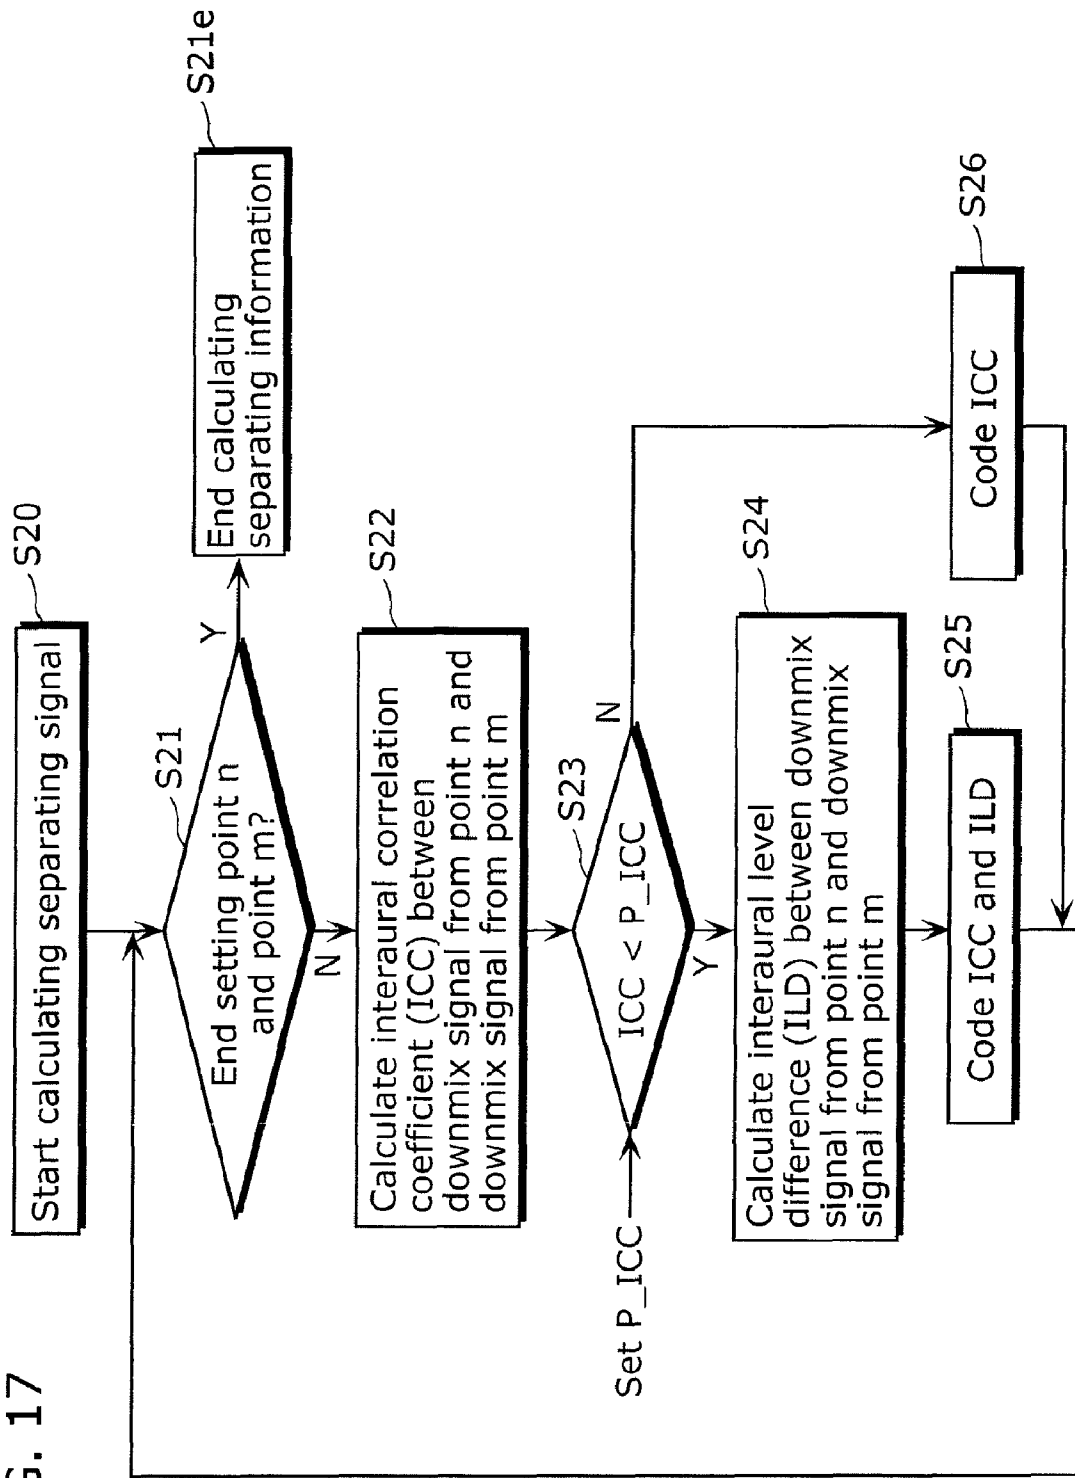 G. 17
Start calculating separating signal
S20
S21
End setting point n
and point m?
Y
N
End calculating
separating information
S21e
S22
Calculate interaural correlation
coefficient (ICC) between
downmix signal from point n and
downmix signal from point m
Set P_ICC
S23
ICC < P_ICC
N
Y
S24
Calculate interaural level
difference (ILD) between downmix
signal from point n and downmix
signal from point m
S25
Code ICC and ILD
S26
Code ICC